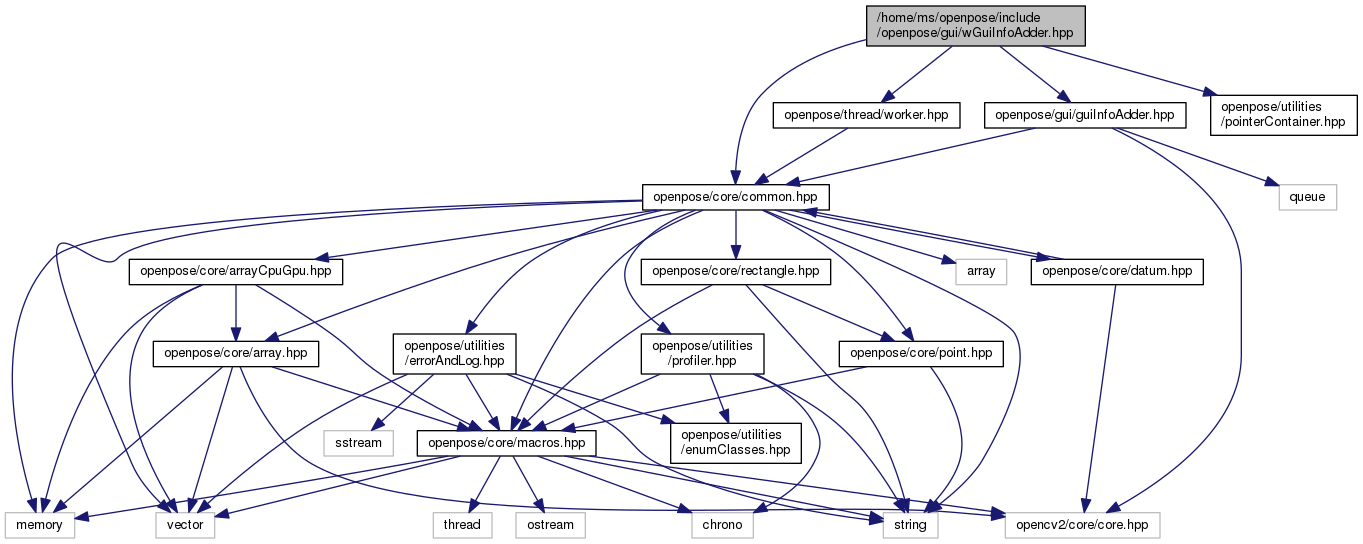 /home/ms/openpose/include
/openpose/gui/wGuiInfoAdder.hpp
openpose/thread/worker.hpp
openpose/gui/guiInfoAdder.hpp
openpose/utilities
/pointerContainer.hpp
openpose/core/common.hpp
queue
openpose/core/arrayCpuGpu.hpp
openpose/core/rectangle.hpp
array
openpose/core/datum.hpp
openpose/core/array.hpp
openpose/utilities
/errorAndLog.hpp
openpose/utilities
/profiler.hpp
openpose/core/point.hpp
sstream
openpose/core/macros.hpp
openpose/utilities
/enumClasses.hpp
memory
vector
thread
ostream
chrono
string
opencv2/core/core.hpp